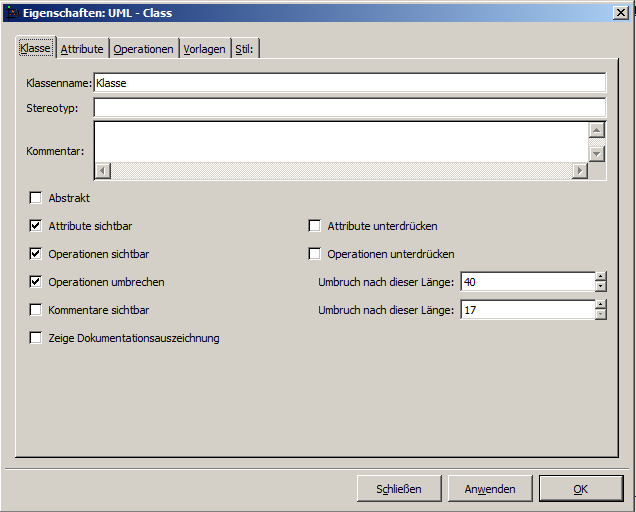 Eigenschaften: UML - Class
Klasse Attribute Operationen Vorlagen Stil:
Klassenname: Klasse
Stereotyp:
Kommentar:
Abstrakt
Attribute sichtbar Attribute unterdrücken
Operationen sichtbar Operationen unterdrücken
Operationen umbrechen Umbruch nach dieser Länge: 40
Kommentare sichtbar Umbruch nach dieser Länge: 17
Zeige Dokumentationsauszeichnung
Schließen Anwenden OK